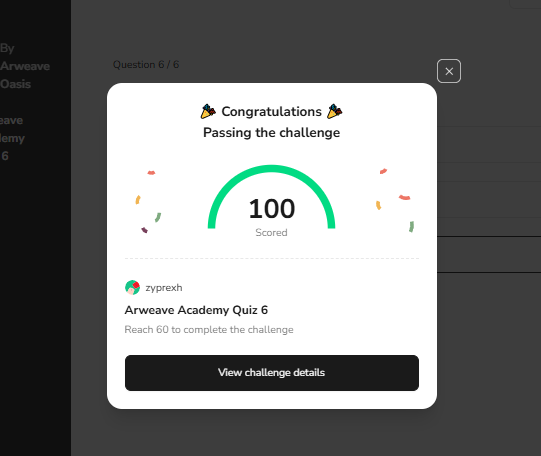 By
Arweave
Oasis
eave
lemy
6
Question 6 / 6
Congratulations
Passing the challenge
100
Scored
zyprexh
Arweave Academy Quiz 6
Reach 60 to complete the challenge
View challenge details